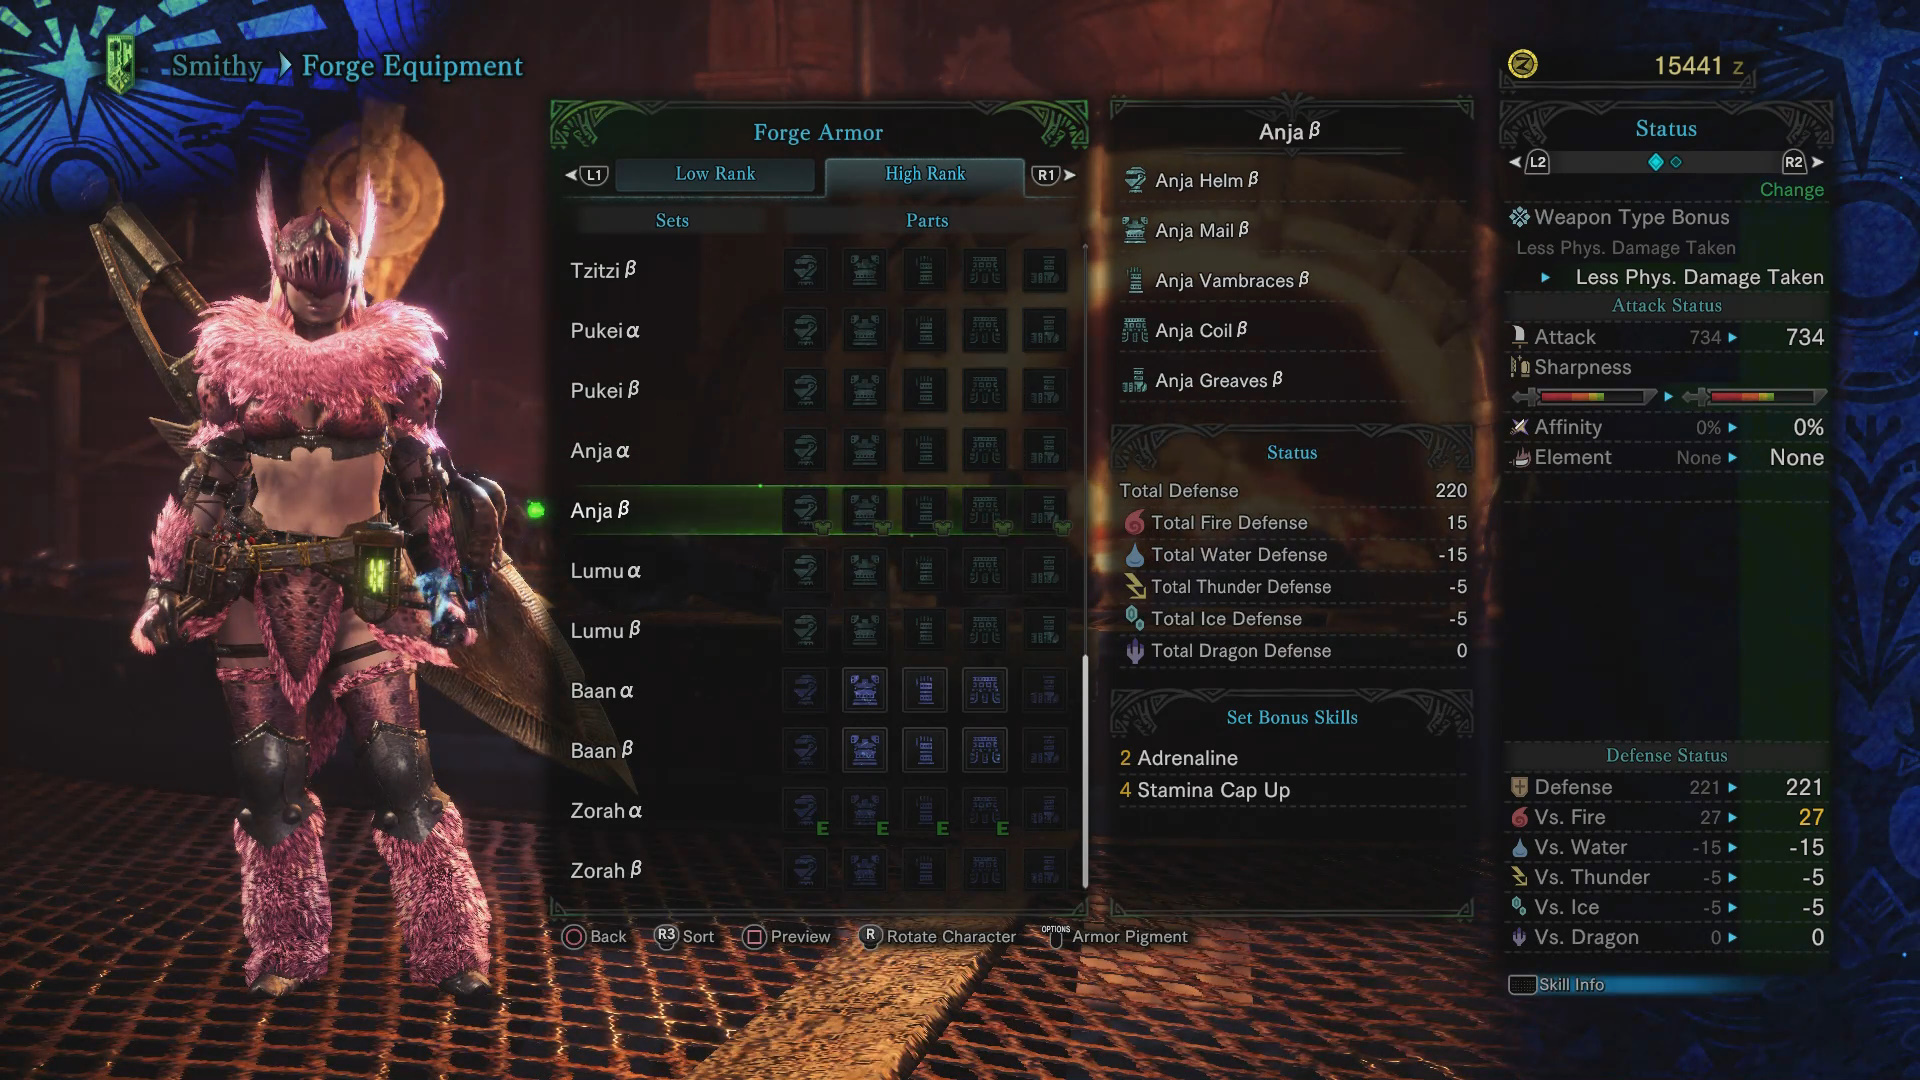 Smithy Forge Equipment
15441 z
Forge Armor
L1 Low Rank High Rank R1
Sets Parts
Tzitzi β
Pukei α
Pukei β
Anja α
Anja β
Lumu α
Lumu β
Baan α
Baan β
Zorah α
E E E E
Zorah β
Anja β
Anja Helm β
Anja Mail β
Anja Vambraces β
Anja Coil β
Anja Greaves β
Status
Total Defense 220
Total Fire Defense 15
Total Water Defense -15
Total Thunder Defense -5
Total Ice Defense -5
Total Dragon Defense 0
Set Bonus Skills
2 Adrenaline
4 Stamina Cap Up
Status
L2 R2
Change
Weapon Type Bonus
Less Phys. Damage Taken
Less Phys. Damage Taken
Attack Status
Attack 734 734
Sharpness
Affinity 0% 0%
Element None None
Defense Status
Defense 221 221
Vs. Fire 27 27
Vs. Water -15 -15
Vs. Thunder -5 -5
Vs. Ice -5 -5
Vs. Dragon 0 0
Skill Info
Back R3 Sort Preview R Rotate Character OPTIONS Armor Pigment